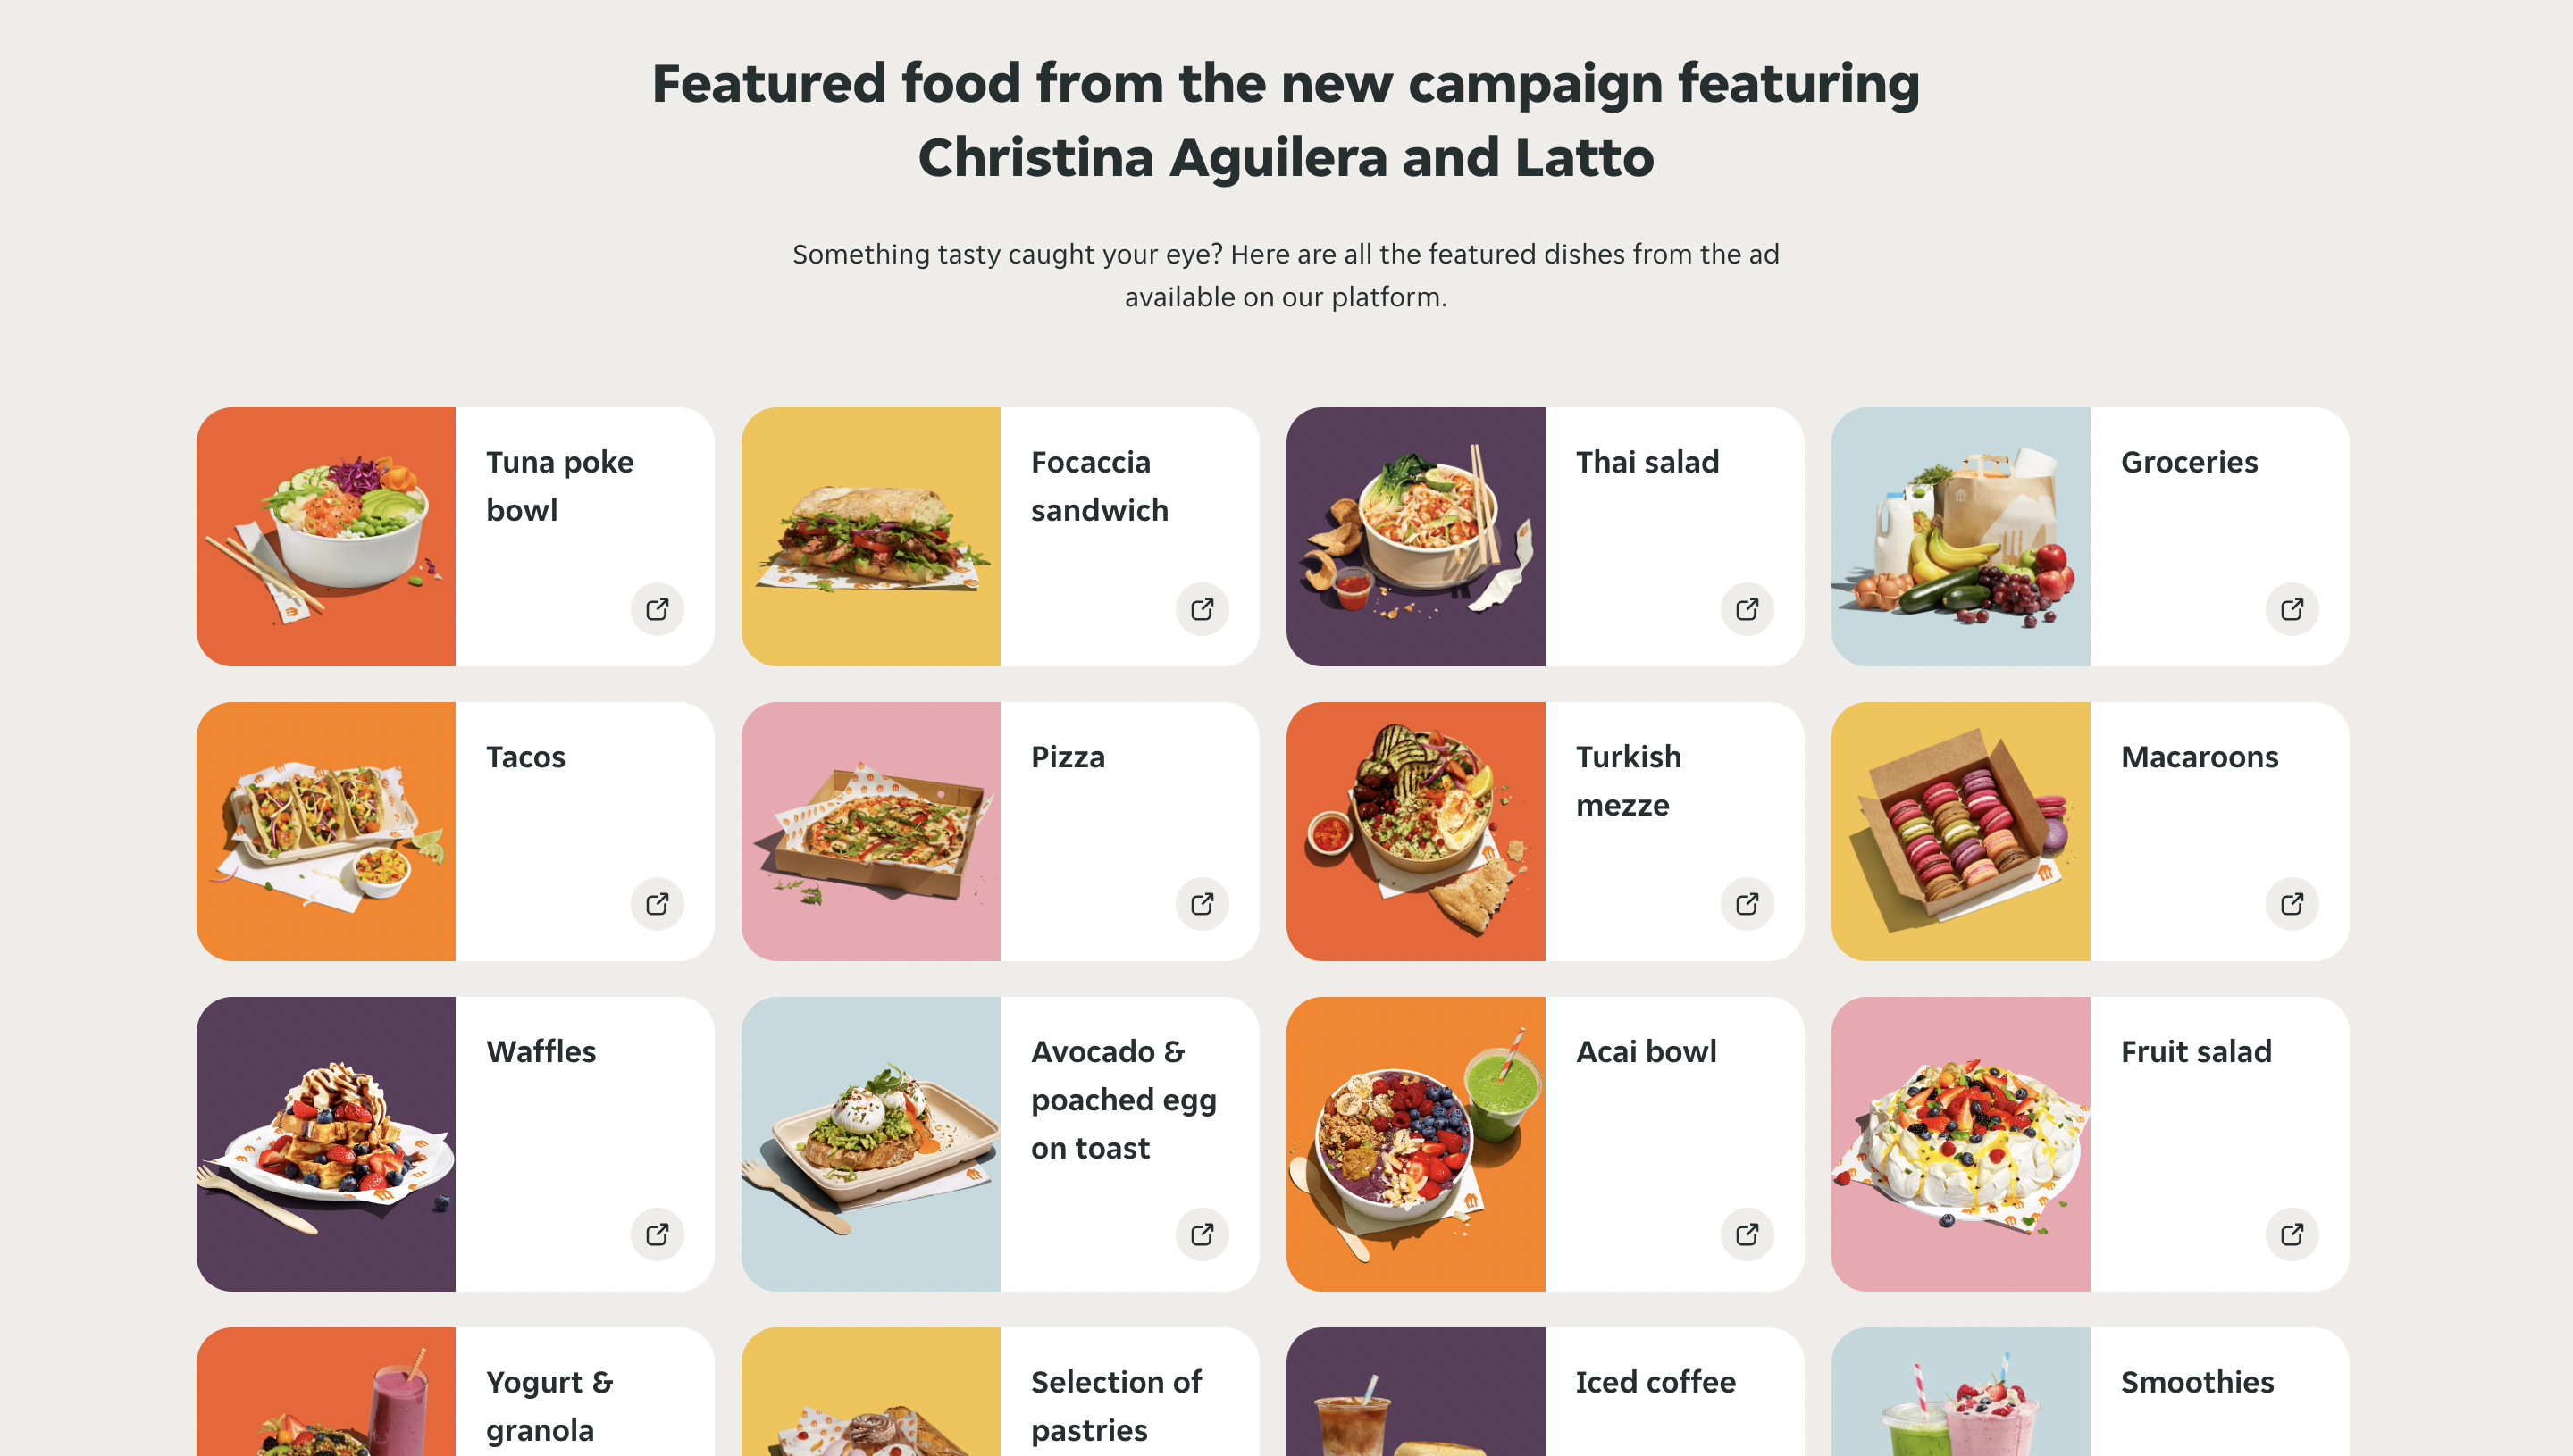 Featured food from the new campaign featuring
Christina Aguilera and Latto
Something tasty caught your eye? Here are all the featured dishes from the ad
available on our platform.
Tuna poke
bowl
Focaccia
sandwich
Thai salad
Groceries
Tacos
Pizza
Turkish
mezze
Macaroons
Waffles
Avocado &
poached egg
on toast
Acai bowl
Fruit salad
Yogurt &
granola
Selection of
pastries
Iced coffee
Smoothies